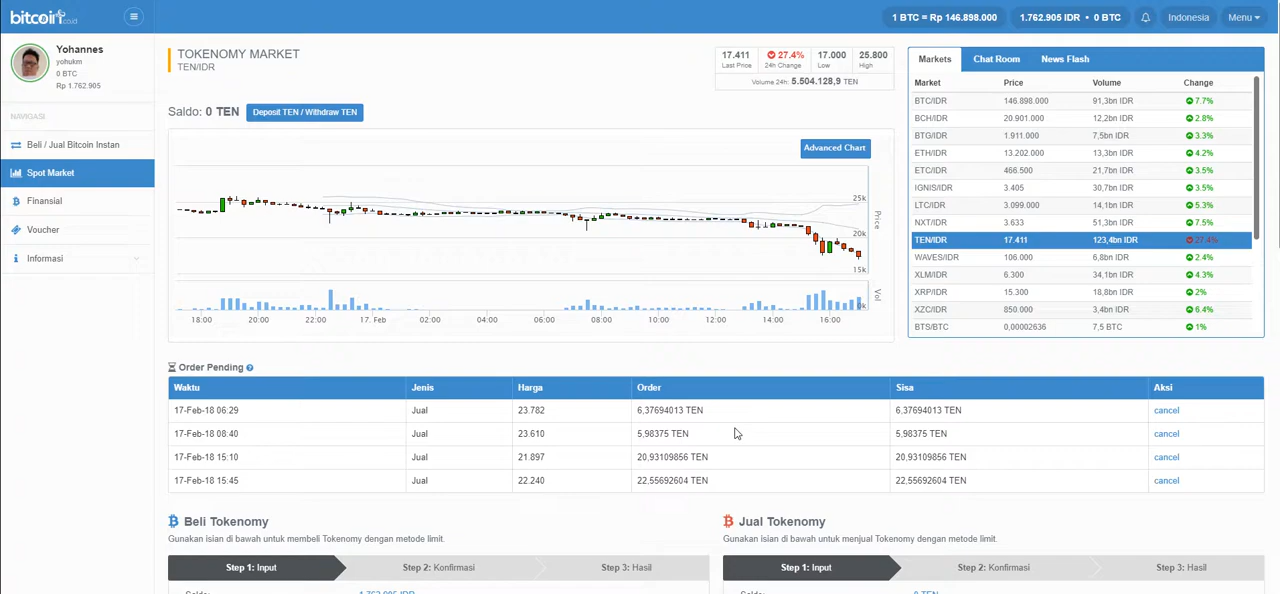 bitcoin.co.id
1 BTC = Rp 146.898.000
1.762.905 IDR • 0 BTC
Indonesia
Menu
Yohannes
yohukm
0 BTC
Rp 1.762.905
NAVIGASI
Beli / Jual Bitcoin Instan
Spot Market
Finansial
Voucher
Informasi
TOKENOMY MARKET
TEN/IDR
17.411 27.4% 17.000 25.800
Last Price 24h Change Low High
Volume 24h: 5.504.128,9 TEN
Saldo: 0 TEN Deposit TEN / Withdraw TEN
Advanced Chart
25k
20k
15k
Price
0k
Vol
18:00 20:00 22:00 17. Feb 02:00 04:00 06:00 08:00 10:00 12:00 14:00 16:00
Markets Chat Room News Flash
Market Price Volume Change
BTC/IDR 146.898.000 91,3bn IDR 7.7%
BCH/IDR 20.901.000 12,2bn IDR 2.8%
BTG/IDR 1.911.000 7,5bn IDR 3.3%
ETH/IDR 13.202.000 13,3bn IDR 4.2%
ETC/IDR 466.500 21,7bn IDR 3.5%
IGNIS/IDR 3.405 30,7bn IDR 3.5%
LTC/IDR 3.099.000 14,1bn IDR 5.3%
NXT/IDR 3.633 51,3bn IDR 7.5%
TEN/IDR 17.411 123,4bn IDR 27.4%
WAVES/IDR 106.000 6,8bn IDR 2.4%
XLM/IDR 6.300 34,1bn IDR 4.3%
XRP/IDR 15.300 18,8bn IDR 2%
XZC/IDR 850.000 3,4bn IDR 6.4%
BTS/BTC 0,00002636 7,5 BTC 1%
Order Pending
Waktu Jenis Harga Order Sisa Aksi
17-Feb-18 06:29 Jual 23.782 6,37694013 TEN 6,37694013 TEN cancel
17-Feb-18 08:40 Jual 23.610 5,98375 TEN 5,98375 TEN cancel
17-Feb-18 15:10 Jual 21.897 20,93109856 TEN 20,93109856 TEN cancel
17-Feb-18 15:45 Jual 22.240 22,55692604 TEN 22,55692604 TEN cancel
Beli Tokenomy
Gunakan isian di bawah untuk membeli Tokenomy dengan metode limit.
Step 1: Input Step 2: Konfirmasi Step 3: Hasil
Saldo: 1.762.905 IDR
Jual Tokenomy
Gunakan isian di bawah untuk menjual Tokenomy dengan metode limit.
Step 1: Input Step 2: Konfirmasi Step 3: Hasil
Saldo: 0 TEN